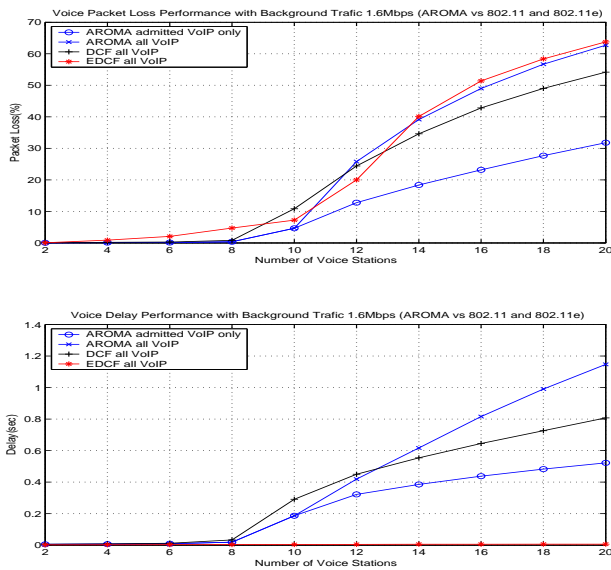 Voice Packet Loss Performance with Background Trafic 1.6Mbps (AROMA vs 802.11 and 802.11e)
70
60
50
40
30
20
10
0
Packet Loss(%)
AROMA admitted VoIP only
AROMA all VoIP
DCF all VoIP
EDCF all VoIP
2 4 6 8 10 12 14 16 18 20
Number of Voice Stations
Voice Delay Performance with Background Trafic 1.6Mbps (AROMA vs 802.11 and 802.11e)
1.4
1.2
1
0.8
0.6
0.4
0.2
0
Delay(sec)
AROMA admitted VoIP only
AROMA all VoIP
DCF all VoIP
EDCF all VoIP
2 4 6 8 10 12 14 16 18 20
Number of Voice Stations